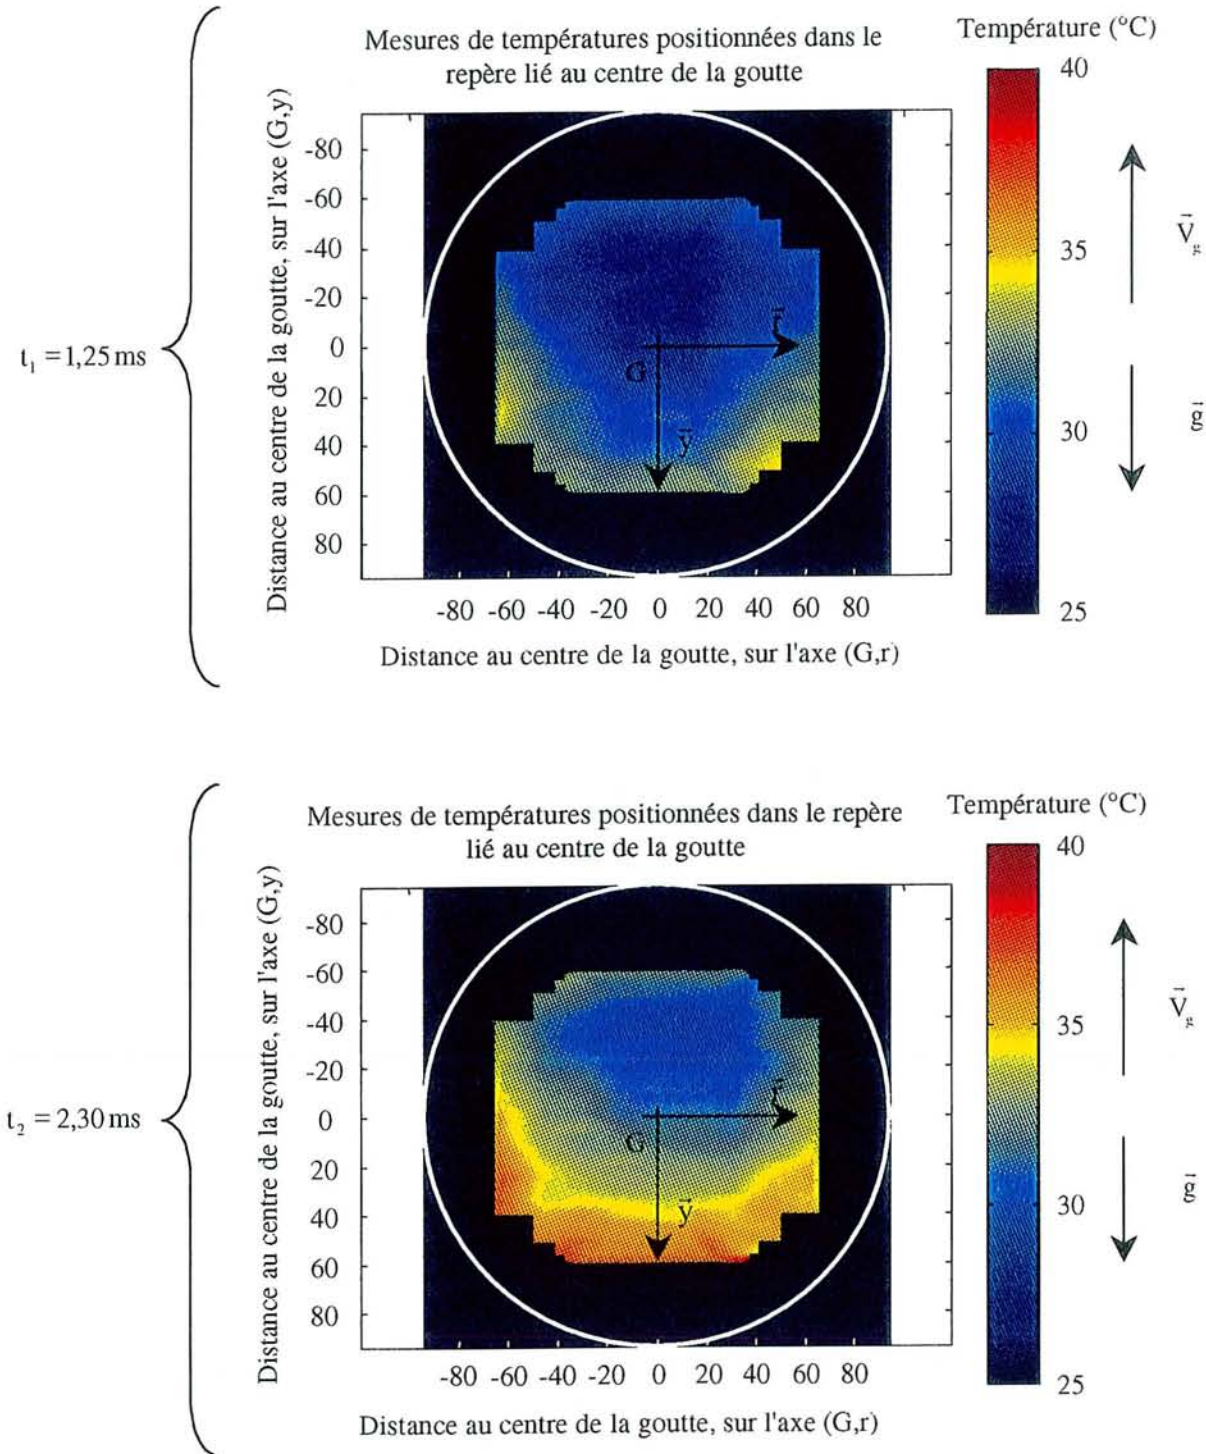 Mesures de températures positionnées dans le
repère lié au centre de la goutte
Température (°C)
t₁ = 1,25 ms
Distance au centre de la goutte, sur l'axe (G,y)
-80
-60
-40
-20
0
20
40
60
80
G
r
y
-80 -60 -40 -20 0 20 40 60 80
Distance au centre de la goutte, sur l'axe (G,r)
40
35
30
25
V̄g
ḡ
Mesures de températures positionnées dans le repère
lié au centre de la goutte
Température (°C)
t₂ = 2,30 ms
Distance au centre de la goutte, sur l'axe (G,y)
-80
-60
-40
-20
0
20
40
60
80
G
r
y
-80 -60 -40 -20 0 20 40 60 80
Distance au centre de la goutte, sur l'axe (G,r)
40
35
30
25
V̄g
ḡ